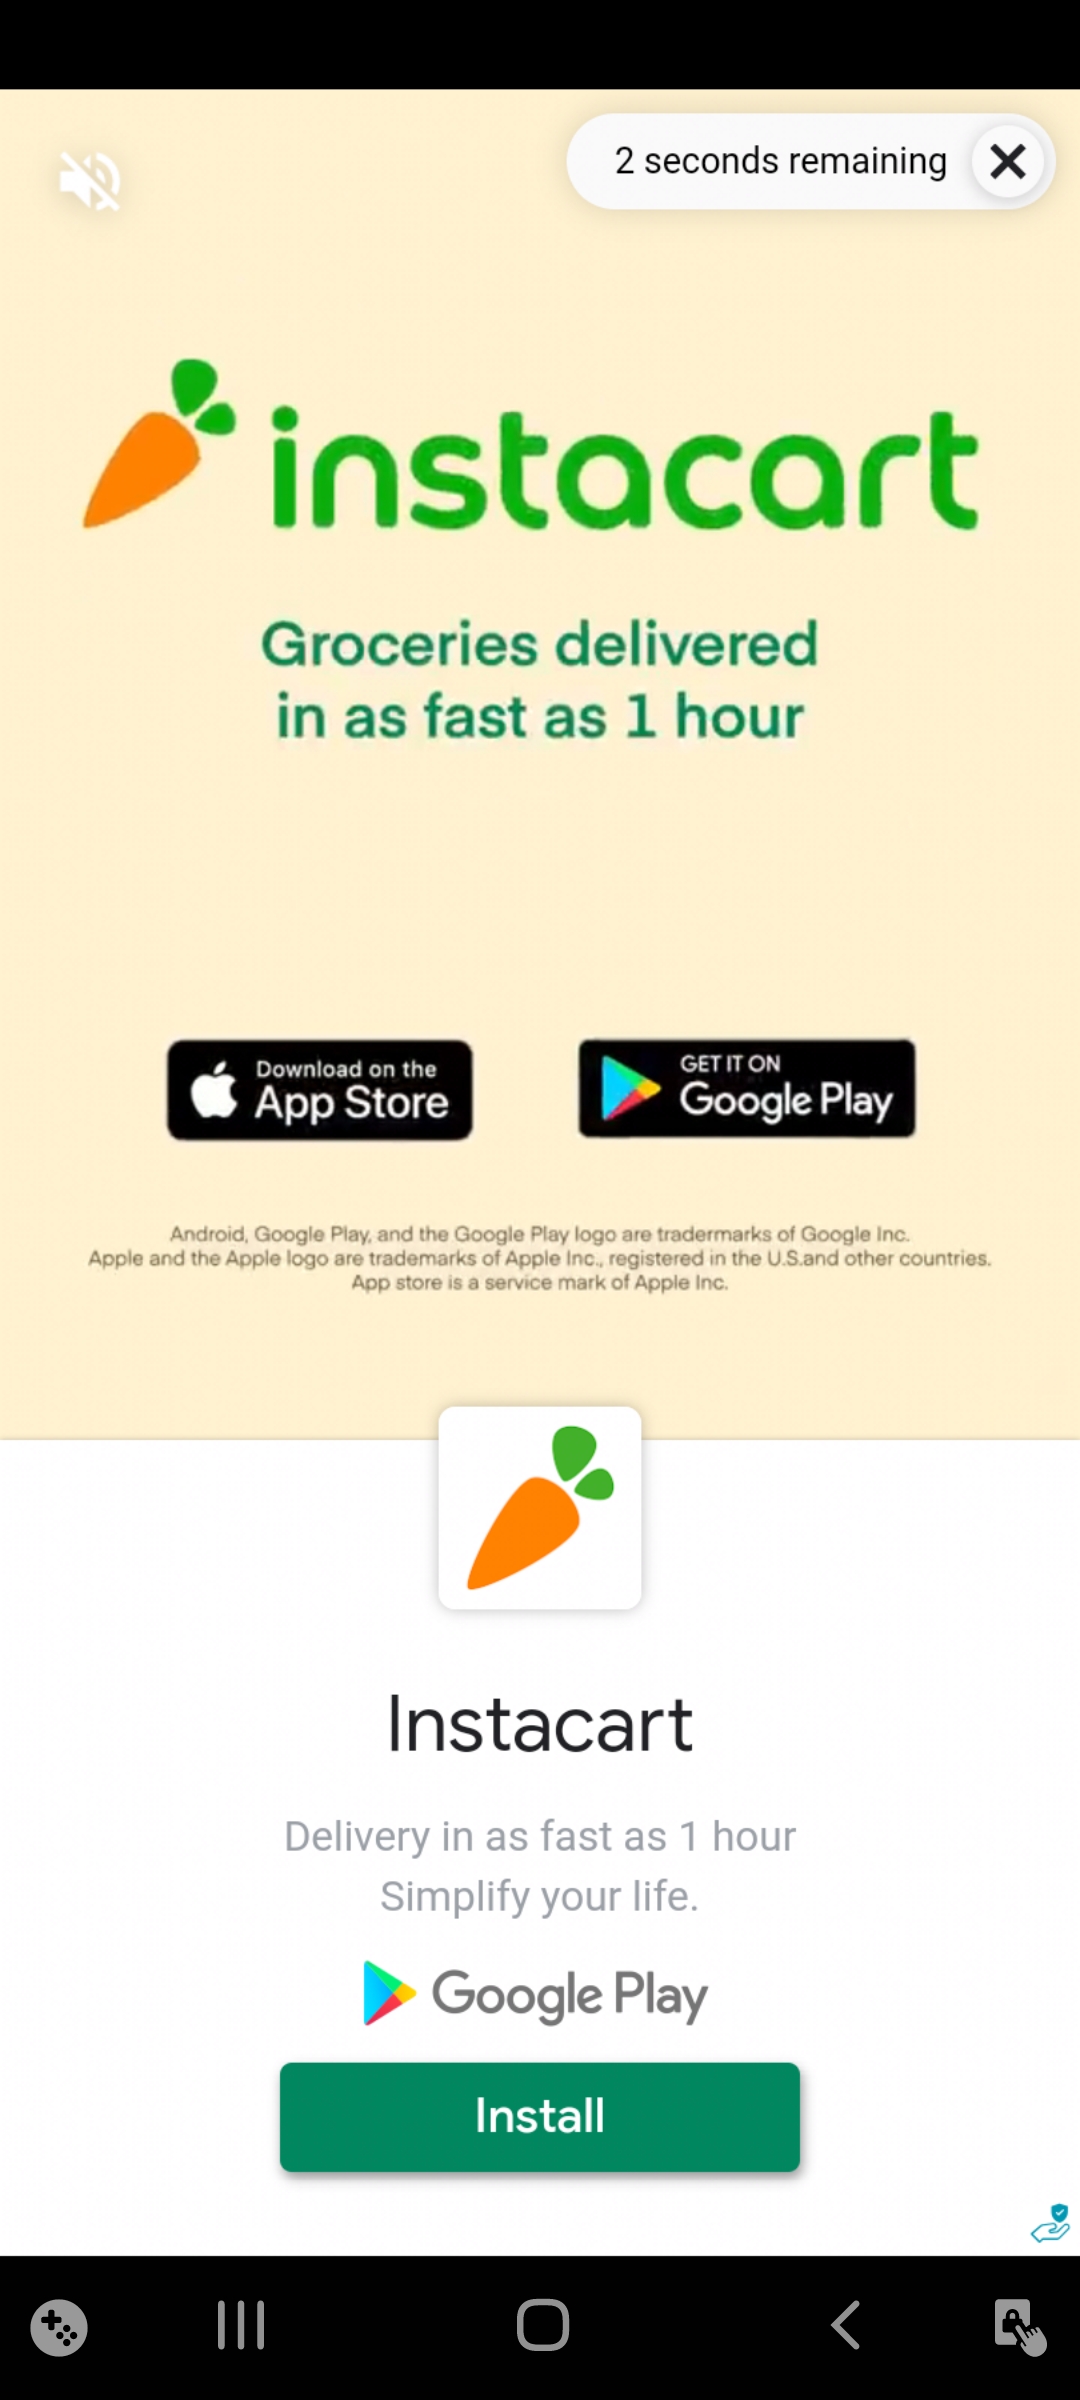 2 seconds remaining
instacart
Groceries delivered
in as fast as 1 hour
Download on the
App Store
GET IT ON
Google Play
Android, Google Play, and the Google Play logo are tradermarks of Google Inc.
Apple and the Apple logo are trademarks of Apple Inc., registered in the U.S.and other countries.
App store is a service mark of Apple Inc.
Instacart
Delivery in as fast as 1 hour
Simplify your life.
Google Play
Install